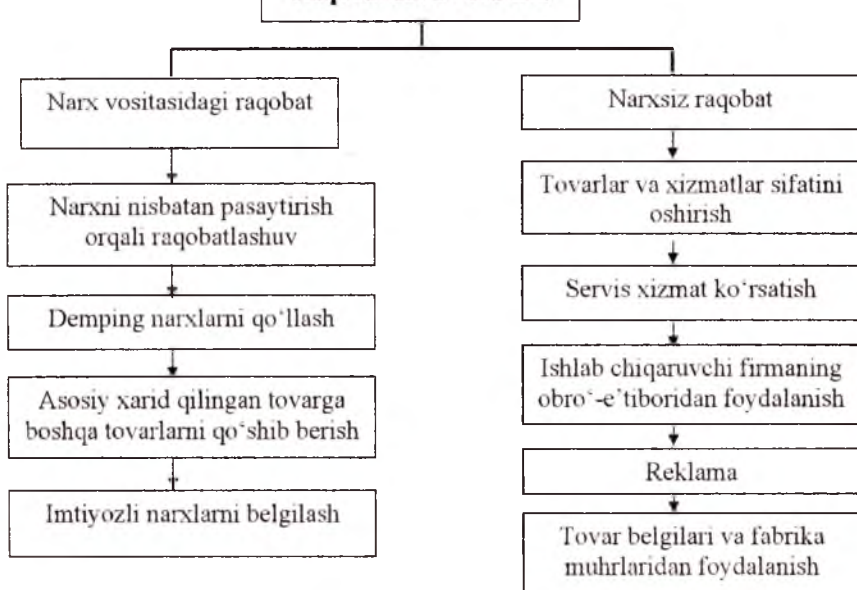 Narx vositasidagi raqobat
Narxni nisbatan pasaytirish
orqali raqobatlashuv
Demping narxlarni qo‘llash
Asosiy xarid qilingan tovarga
boshqa tovarlarni qo‘shib berish
Imtiyozli narxlarni belgilash
Narxsiz raqobat
Tovarlar va xizmatlar sifatini
oshirish
Servis xizmat ko‘rsatish
Ishlab chiqaruvchi firmaning
obro‘-e’tiboridan foydalanish
Reklama
Tovar belgilari va fabrika
muhrlaridan foydalanish